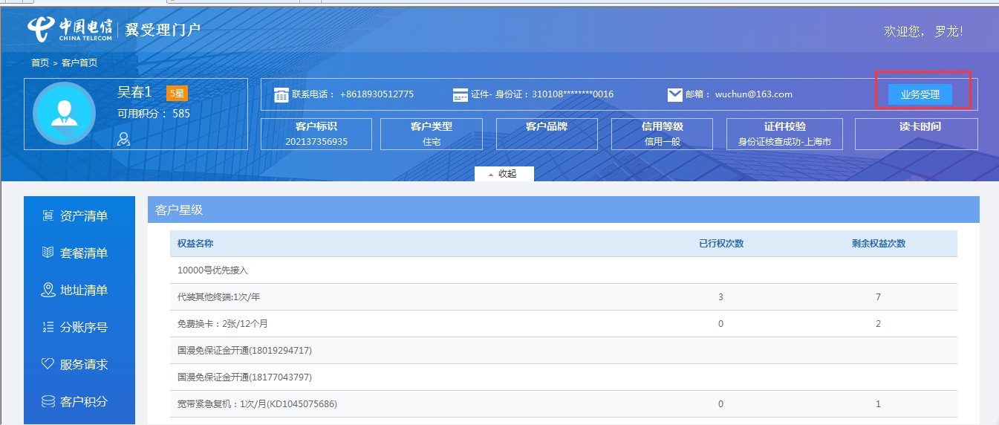 中国电信
CHINA TELECOM
翼受理门户
欢迎您， 罗龙！
首页 > 客户首页
吴春1 5星
可用积分： 585
联系电话： +8618930512775
证件- 身份证：310108********0016
邮箱： wuchun@163.com
业务受理
客户标识
202137356935
客户类型
住宅
客户品牌
信用等级
信用一般
证件校验
身份证核查成功-上海市
读卡时间
收起
资产清单
套餐清单
地址清单
分账序号
服务请求
客户积分
客户星级
权益名称 已行权次数 剩余权益次数
10000号优先接入
代装其他终端:1次/年 3 7
免费换卡：2张/12个月 0 2
国漫免保证金开通(18019294717)
国漫免保证金开通(18177043797)
宽带紧急复机：1次/月(KD1045075686) 0 1